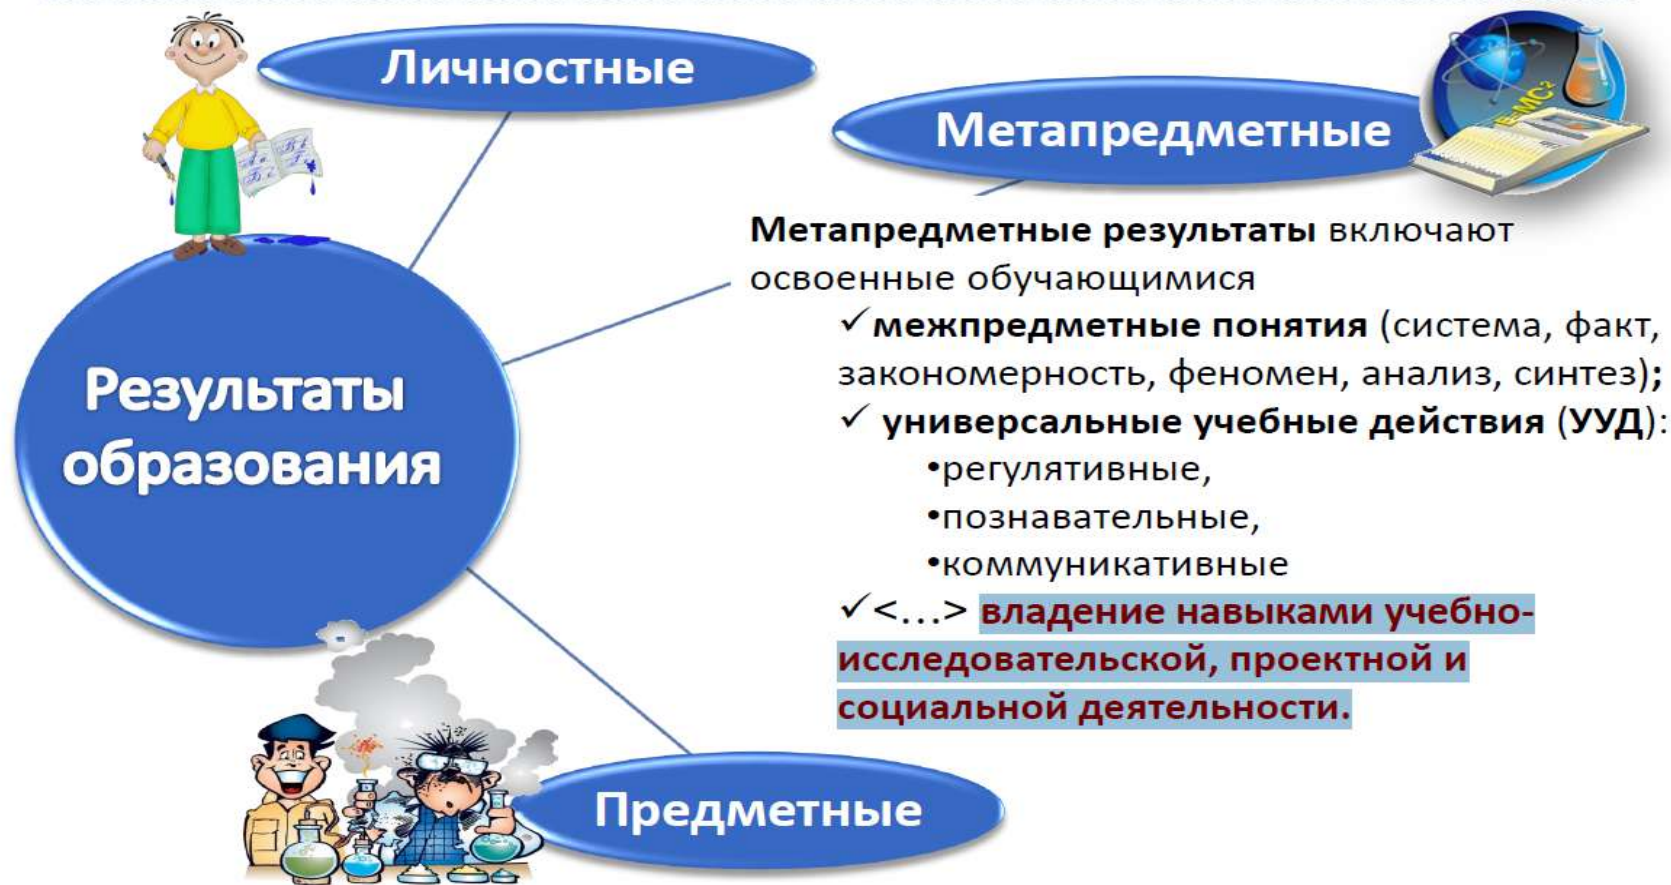 Личностные
Метапредметные
E=MC²
Метапредметные результаты включают
освоенные обучающимися
✓межпредметные понятия (система, факт,
закономерность, феномен, анализ, синтез);
✓ универсальные учебные действия (УУД):
•регулятивные,
•познавательные,
•коммуникативные
✓<...> владение навыками учебно-
исследовательской, проектной и
социальной деятельности.
Результаты
образования
Предметные